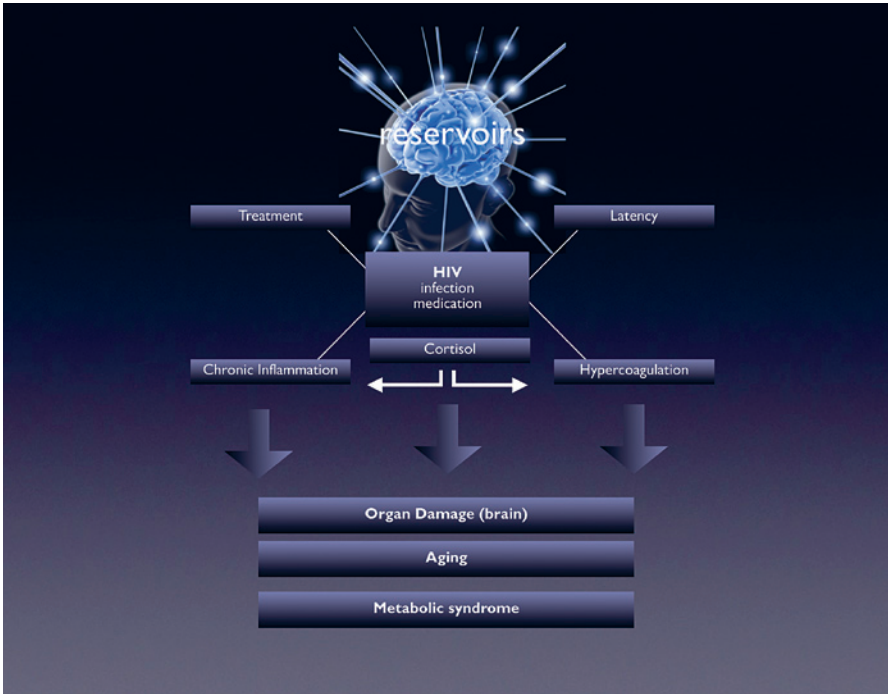 reservoirs
Treatment
Latency
HIV
infection
medication
Cortisol
Chronic Inflammation
Hypercoagulation
Organ Damage (brain)
Aging
Metabolic syndrome